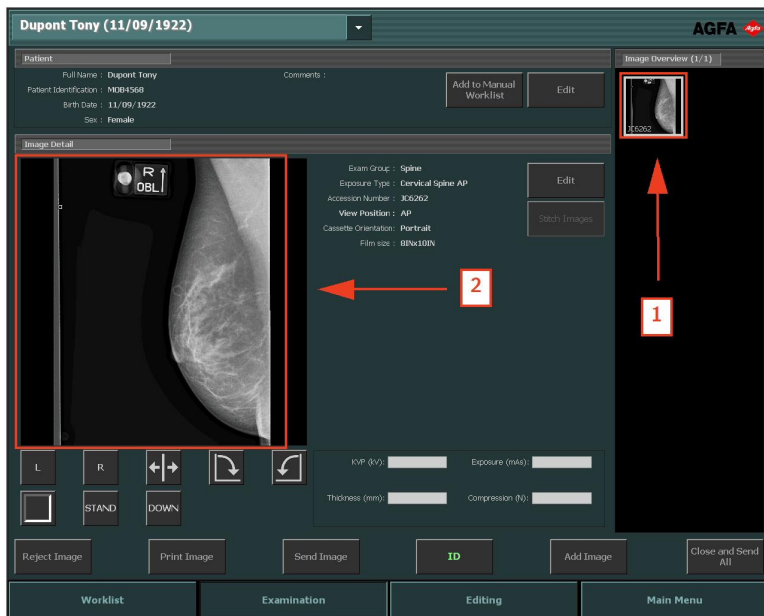 Dupont Tony (11/09/1922)
AGFA
Agfa
Patient
Full Name : Dupont Tony
Patient Identification : MOB4568
Birth Date : 11/09/1922
Sex : Female
Comments :
Add to Manual
Worklist
Edit
Image Overview (1/1)
JC6262
1
Image Detail
R
OBL
Exam Group : Spine
Exposure Type : Cervical Spine AP
Accession Number : JC6262
View Position : AP
Cassette Orientation: Portrait
Film size : 8INx10IN
Edit
Stitch Images
2
L
R
STAND
DOWN
KVP (kV):
Exposure (mAs):
Thickness (mm):
Compression (N):
Reject Image
Print Image
Send Image
ID
Add Image
Close and Send
All
Worklist
Examination
Editing
Main Menu